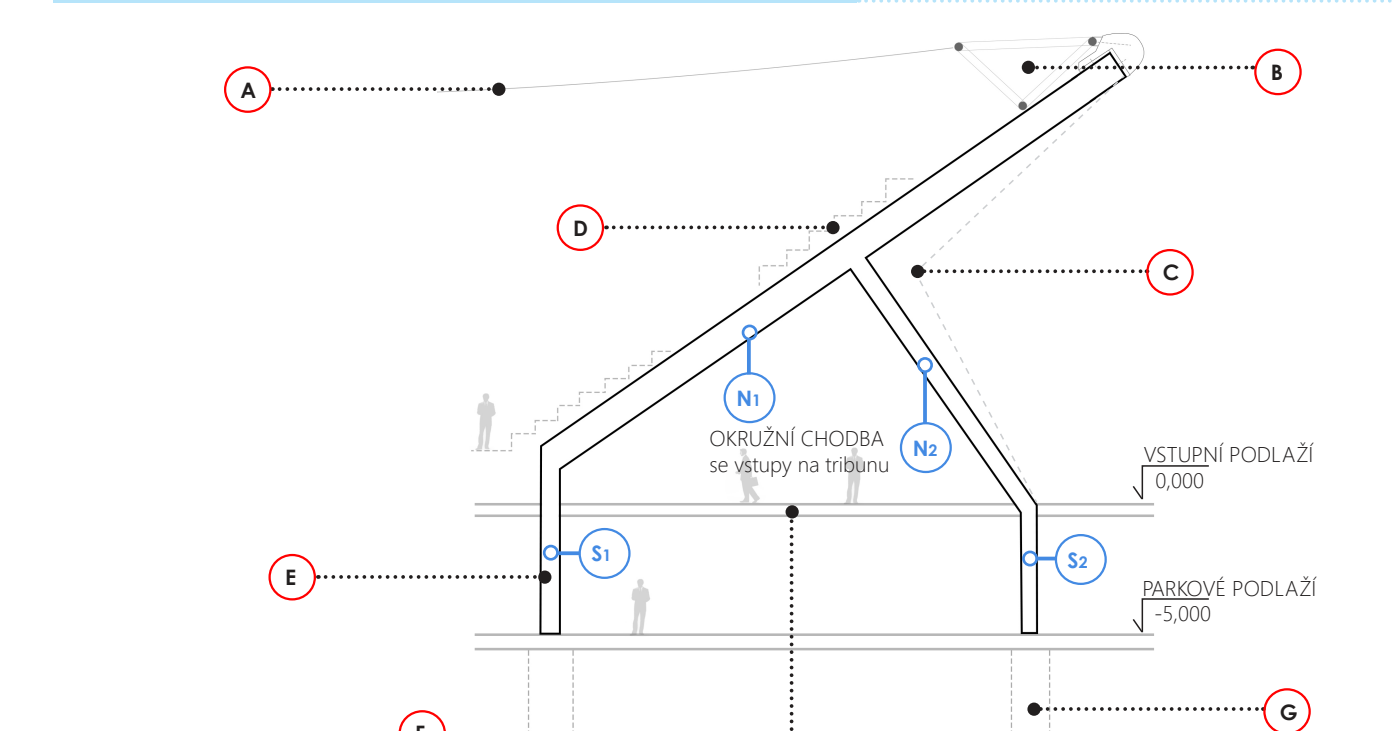 A
B
D
C
N1
OKRUŽNÍ CHODBA
se vstupy na tribunu
N2
VSTUPNÍ PODLAŽÍ
0,000
S1
S2
E
PARKOVÉ PODLAŽÍ
-5,000
G